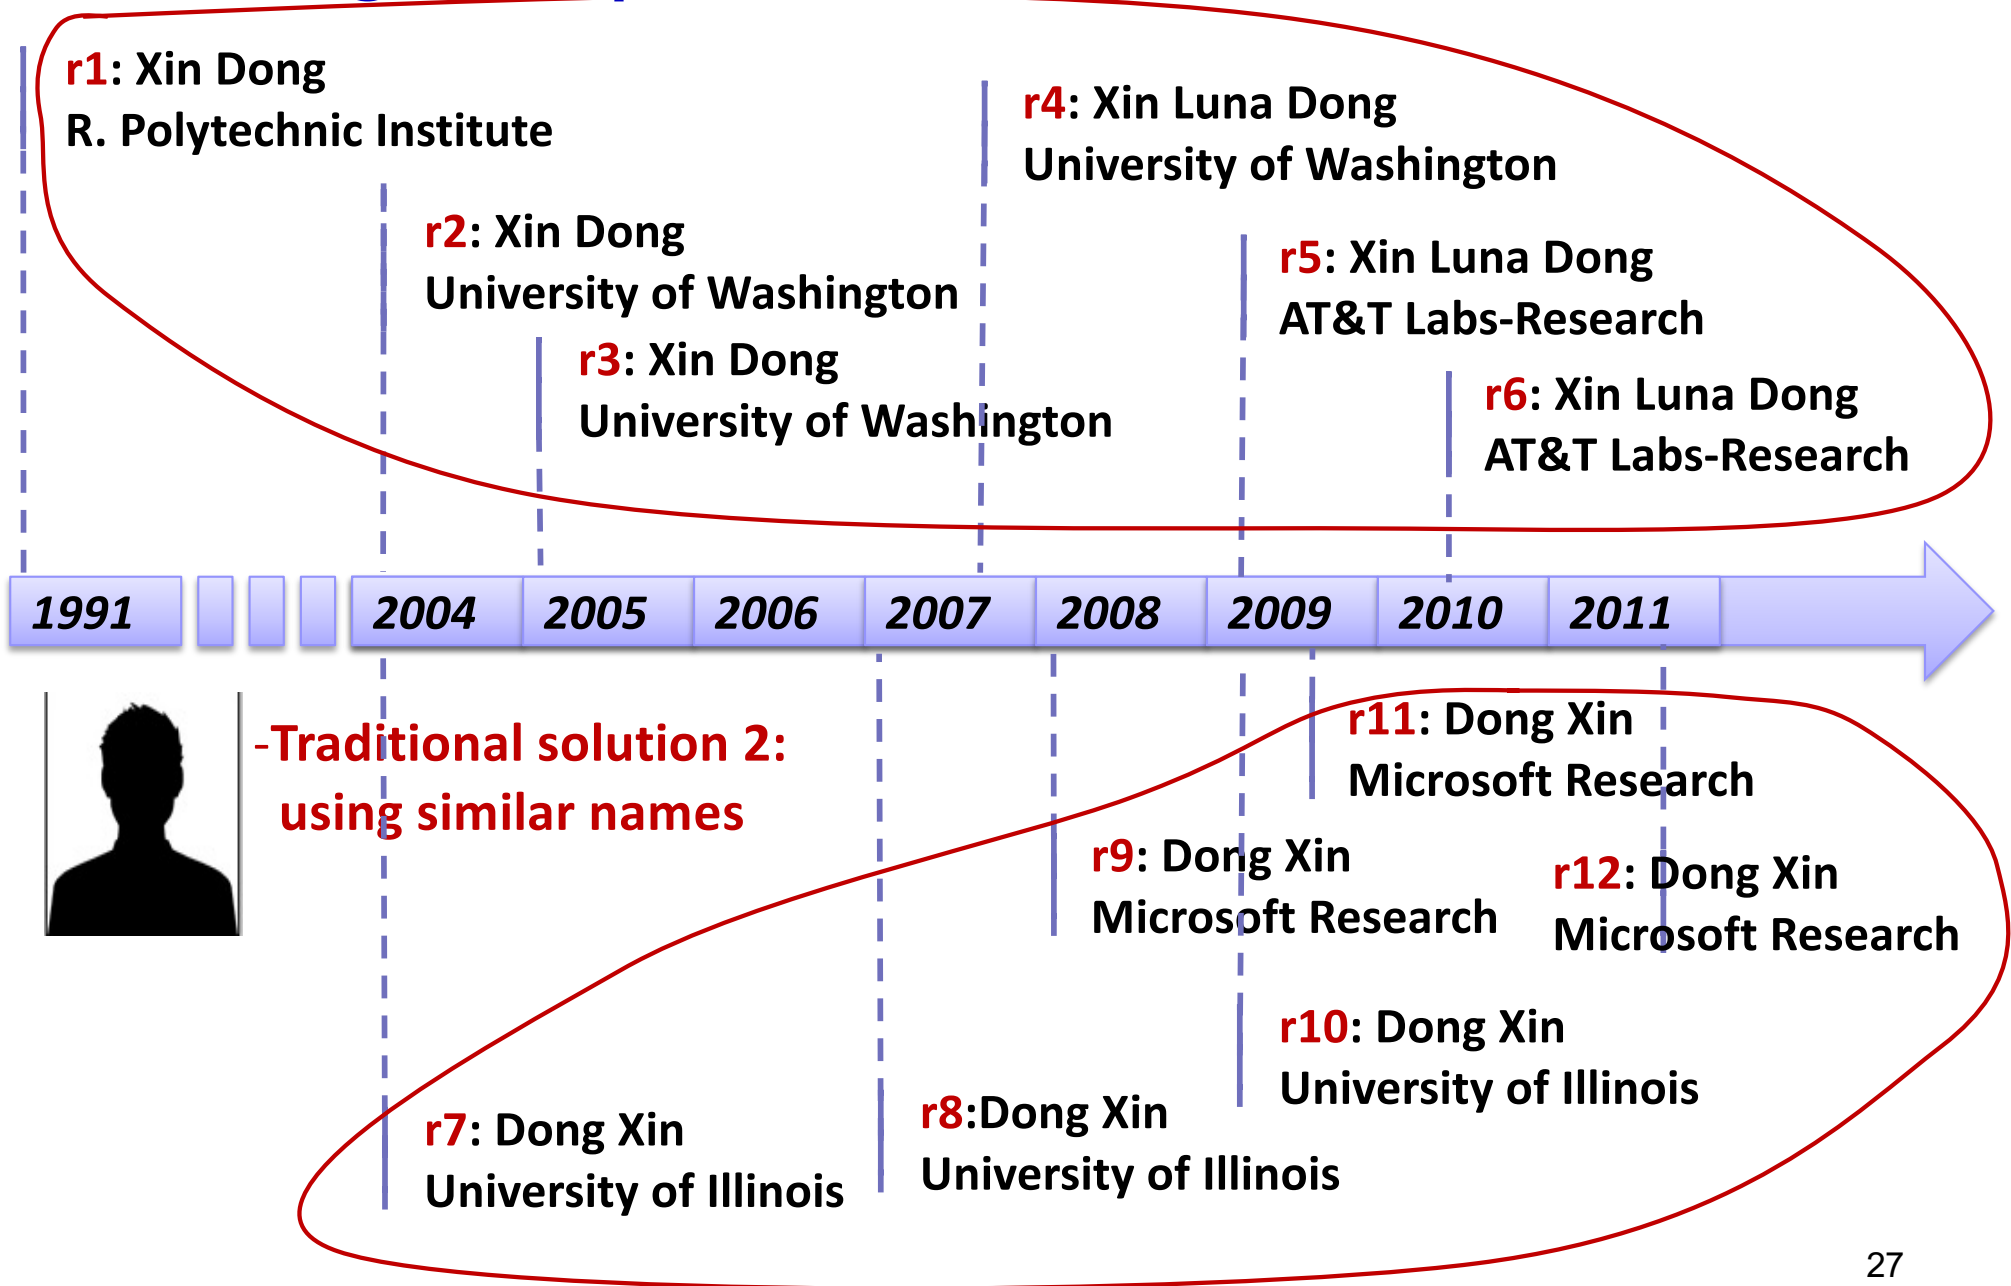 r1: Xin Dong
R. Polytechnic Institute
r2: Xin Dong
University of Washington
r3: Xin Dong
University of Washington
r4: Xin Luna Dong
University of Washington
r5: Xin Luna Dong
AT&T Labs-Research
r6: Xin Luna Dong
AT&T Labs-Research
1991 2004 2005 2006 2007 2008 2009 2010 2011
-Traditional solution 2:
using similar names
r7: Dong Xin
University of Illinois
r8:Dong Xin
University of Illinois
r9: Dong Xin
Microsoft Research
r10: Dong Xin
University of Illinois
r11: Dong Xin
Microsoft Research
r12: Dong Xin
Microsoft Research
27